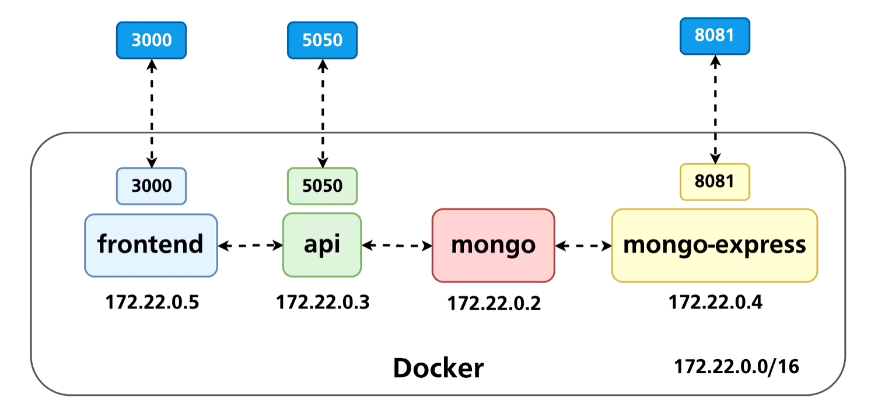 3000
5050
8081
3000
5050
8081
frontend
api
mongo
mongo-express
172.22.0.5
172.22.0.3
172.22.0.2
172.22.0.4
Docker
172.22.0.0/16